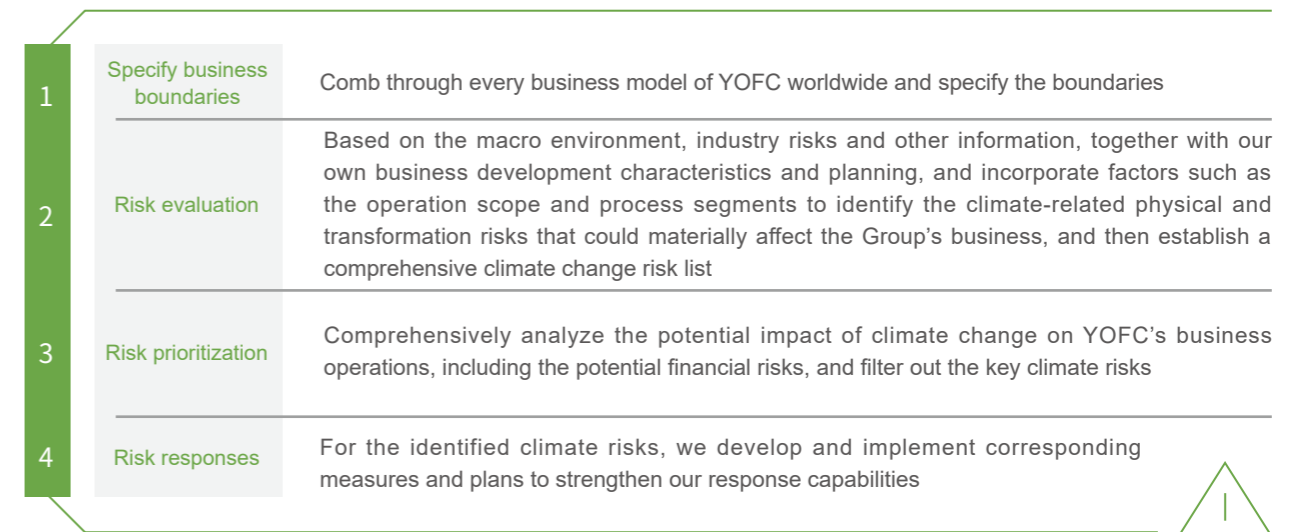 1
Specify business
boundaries
Comb through every business model of YOFC worldwide and specify the boundaries
2
Risk evaluation
Based on the macro environment, industry risks and other information, together with our
own business development characteristics and planning, and incorporate factors such as
the operation scope and process segments to identify the climate-related physical and
transformation risks that could materially affect the Group's business, and then establish a
comprehensive climate change risk list
3
Risk prioritization
Comprehensively analyze the potential impact of climate change on YOFC's business
operations, including the potential financial risks, and filter out the key climate risks
4
Risk responses
For the identified climate risks, we develop and implement corresponding
measures and plans to strengthen our response capabilities